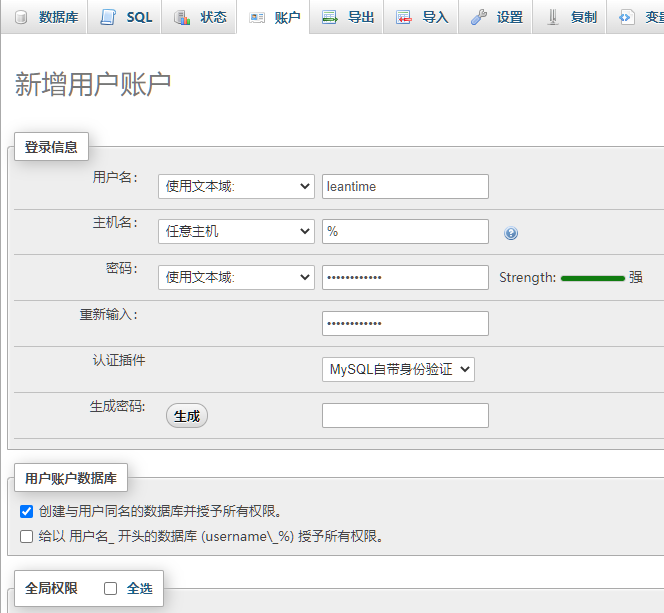 数据库 SQL 状态 账户 导出 导入 设置 复制 变量
新增用户账户
登录信息
用户名： 使用文本域: leantime
主机名： 任意主机 %
密码： 使用文本域: •••••••••••• Strength: 强
重新输入： ••••••••••••
认证插件 MySQL自带身份验证
生成密码: 生成
用户账户数据库
创建与用户同名的数据库并授予所有权限。
给以 用户名_ 开头的数据库 (username\_%) 授予所有权限。
全局权限 全选